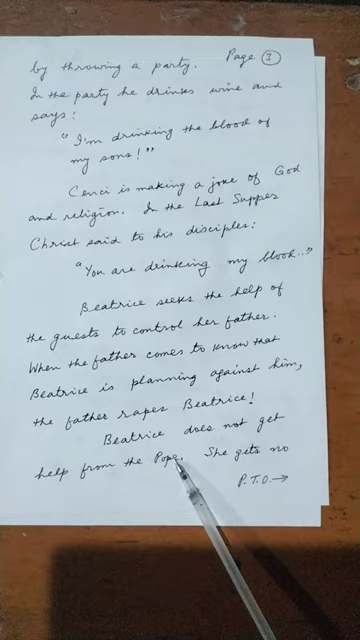 Page ③
by throwing a party.
In the party he drinks wine and
says:
"I'm drinking the blood of
my sons!"
Cenci is making a joke of God
and religion. In the Last Supper
Christ said to his disciples:
"You are drinking my blood..."
Beatrice seeks the help of
the guests to control her father.
When the father comes to know that
Beatrice is planning against him,
the father rapes Beatrice!
Beatrice does not get
help from the Pope. She gets no
P.T.O.→